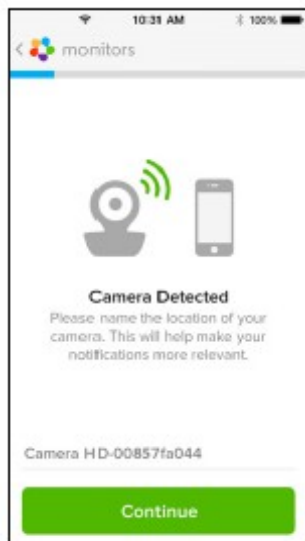 10:31 AM 100%
< monitors
Camera Detected
Please name the location of your
camera. This will help make your
notifications more relevant.
Camera HD-00857fa044
Continue